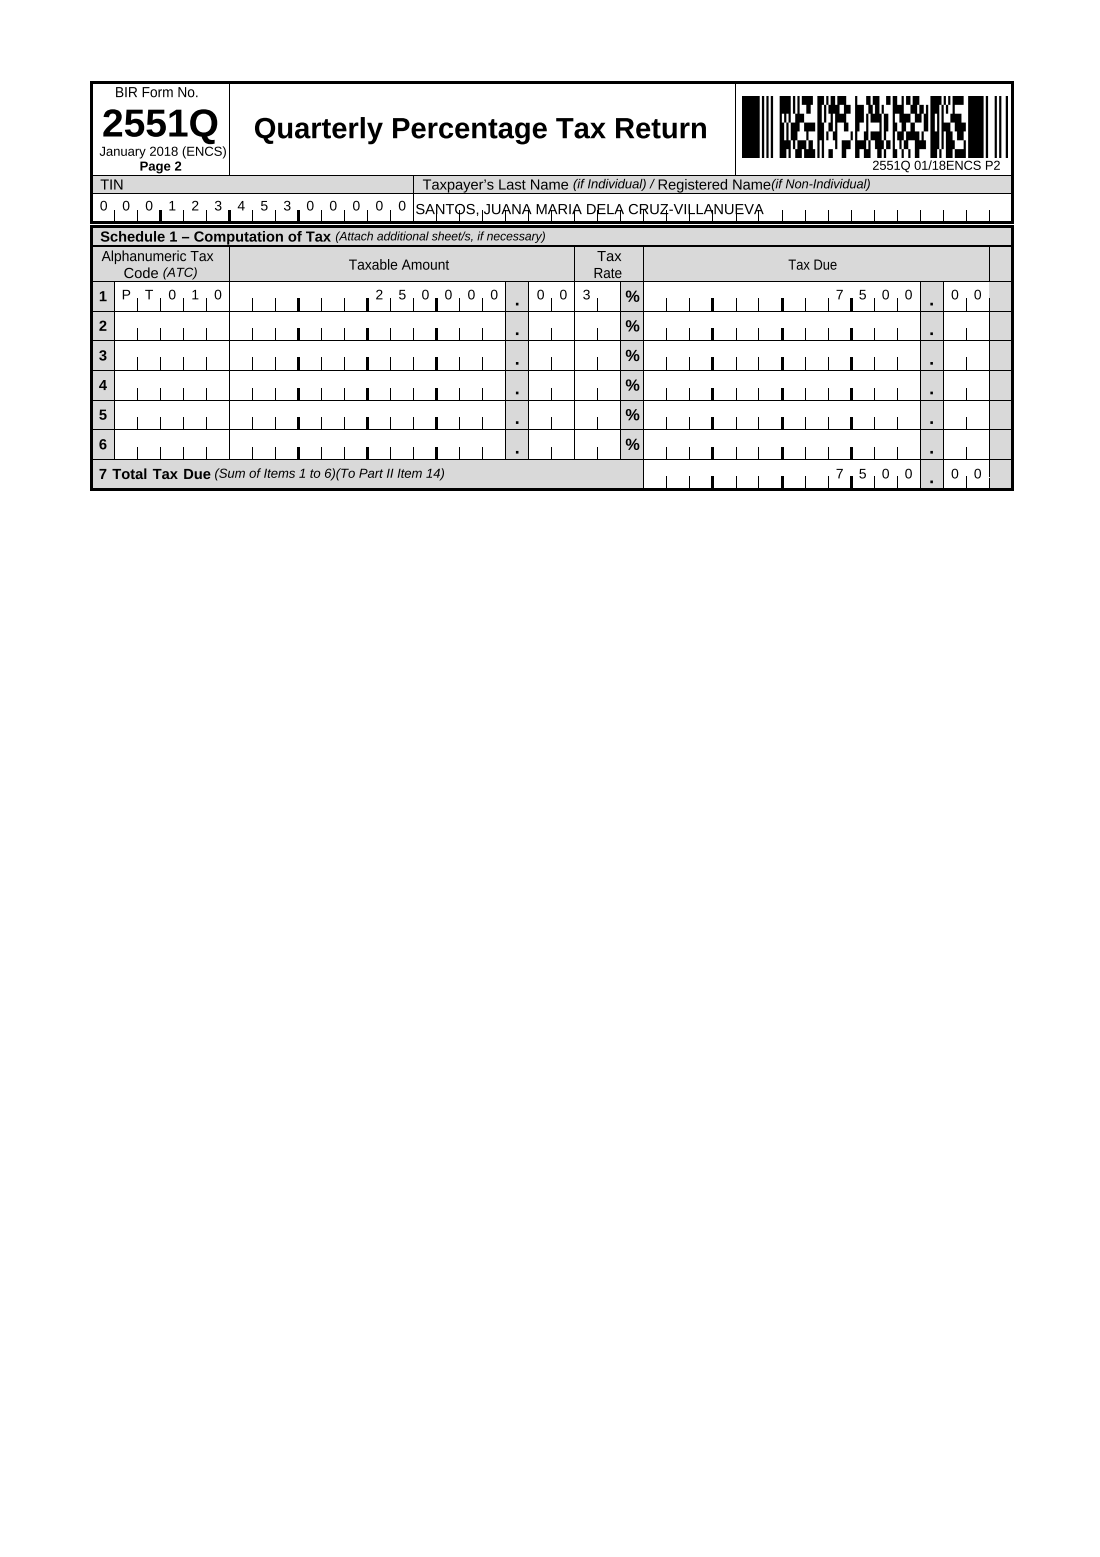 BIR Form No.
2551Q
January 2018 (ENCS)
Page 2
Quarterly Percentage Tax Return
2551Q 01/18ENCS P2
TIN
Taxpayer’s Last Name (if Individual) / Registered Name(if Non-Individual)
0 0 0 1 2 3 4 5 3 0 0 0 0 0
SANTOS, JUANA MARIA DELA CRUZ-VILLANUEVA
Schedule 1 – Computation of Tax (Attach additional sheet/s, if necessary)
Alphanumeric Tax
Code (ATC)
Taxable Amount
Tax
Rate
Tax Due
1 P T 0 1 0 2 5 0 0 0 0 . 0 0 3 % 7 5 0 0 . 0 0
2 . % .
3 . % .
4 . % .
5 . % .
6 . % .
7 Total Tax Due (Sum of Items 1 to 6)(To Part II Item 14) 7 5 0 0 . 0 0